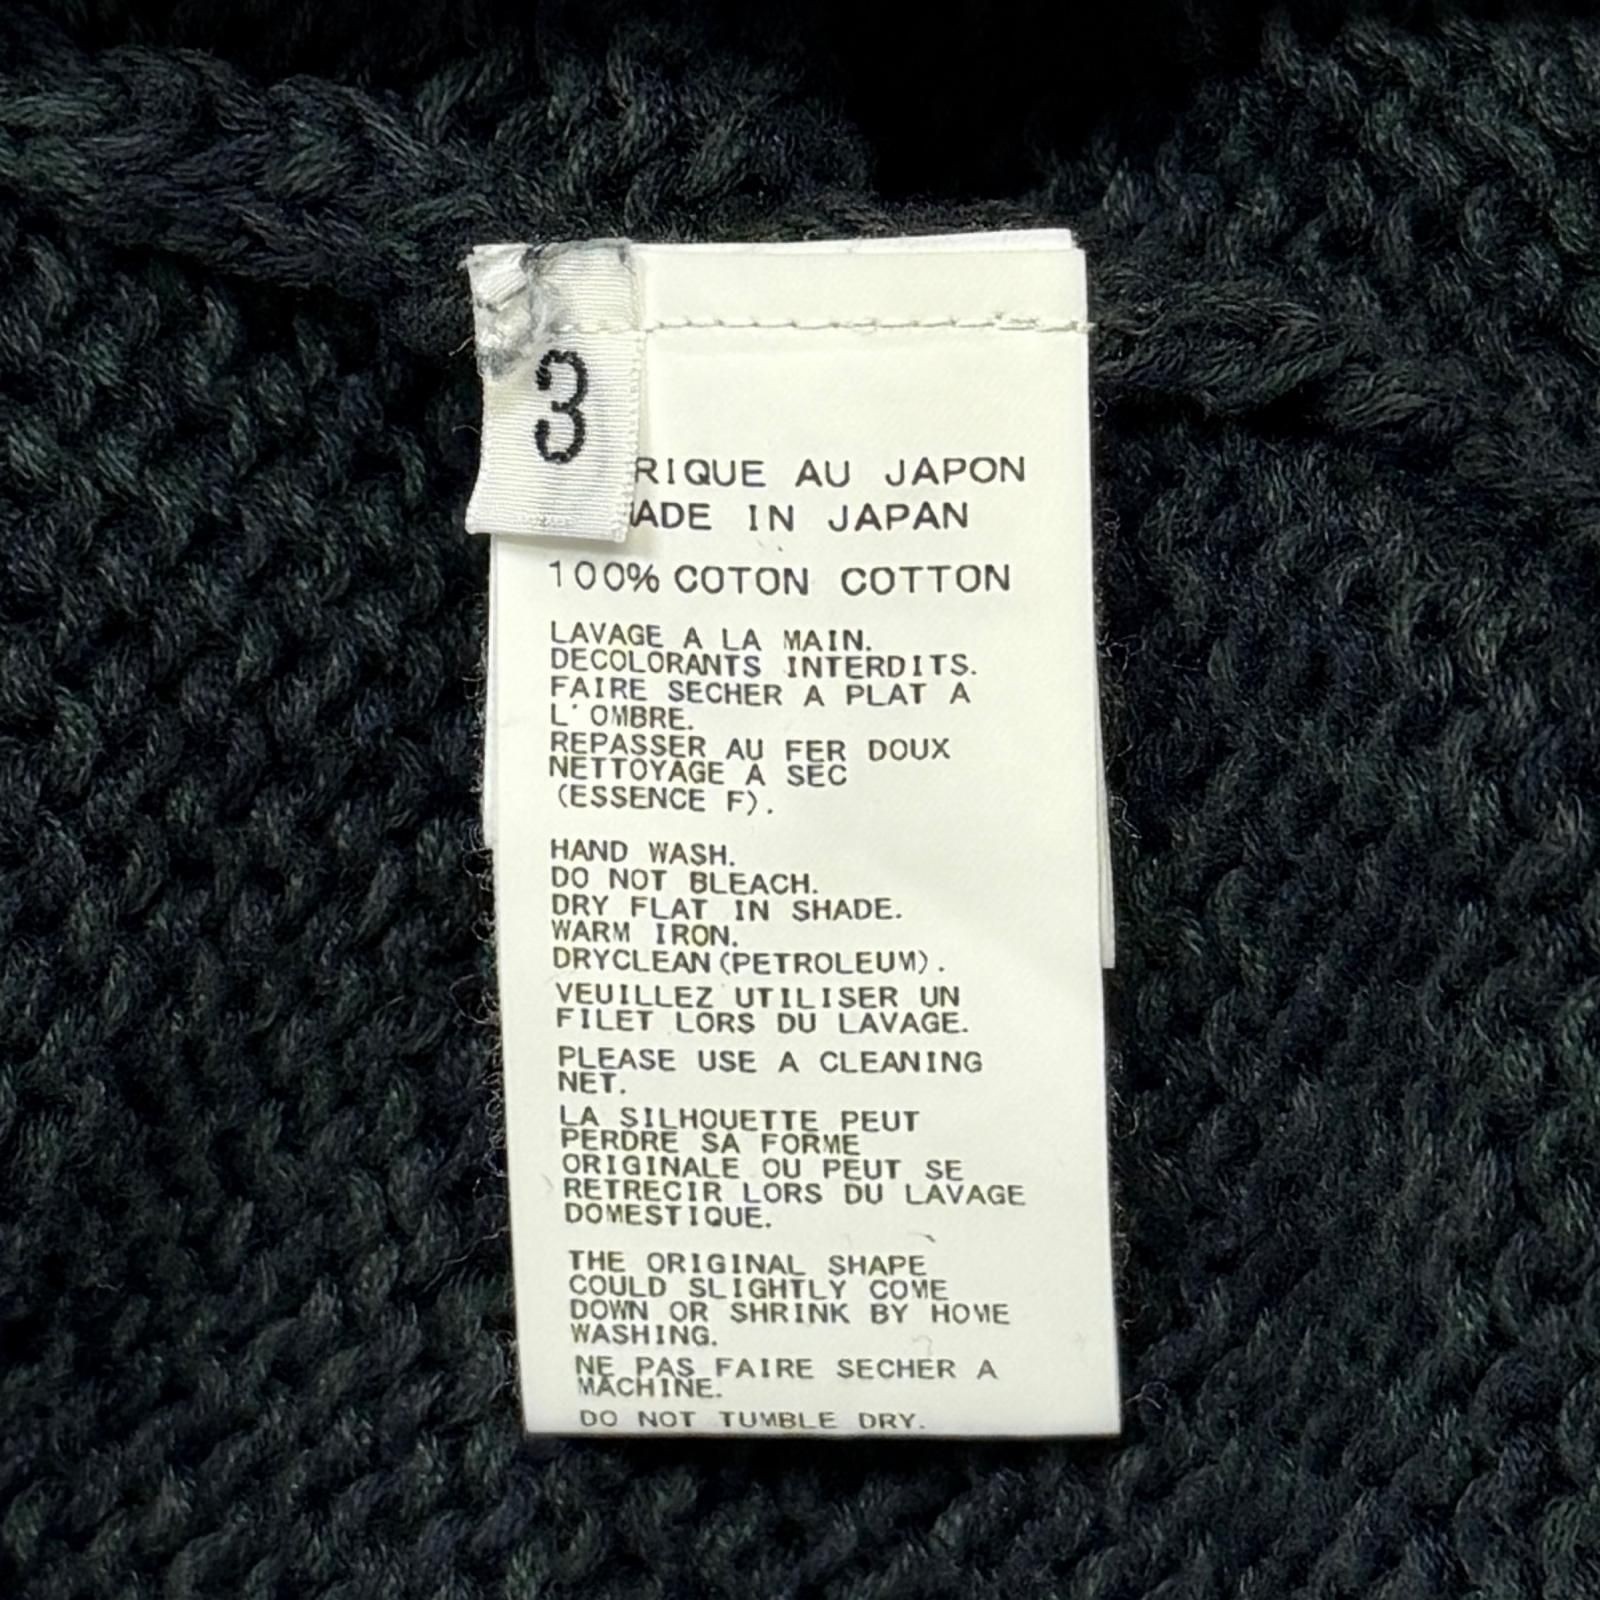 3
RIQUE AU JAPON
ADE IN JAPAN
100% COTON COTTON
LAVAGE A LA MAIN.
DECOLORANTS INTERDITS.
FAIRE SECHER A PLAT A
L'OMBRE.
REPASSER AU FER DOUX
NETTOYAGE A SEC
(ESSENCE F).
HAND WASH.
DO NOT BLEACH.
DRY FLAT IN SHADE.
WARM IRON.
DRYCLEAN(PETROLEUM).
VEUILLEZ UTILISER UN
FILET LORS DU LAVAGE.
PLEASE USE A CLEANING
NET.
LA SILHOUETTE PEUT
PERDRE SA FORME
ORIGINALE OU PEUT SE
RETRECIR LORS DU LAVAGE
DOMESTIQUE.
THE ORIGINAL SHAPE
COULD SLIGHTLY COME
DOWN OR SHRINK BY HOME
WASHING.
NE PAS FAIRE SECHER A
MACHINE.
DO NOT TUMBLE DRY.